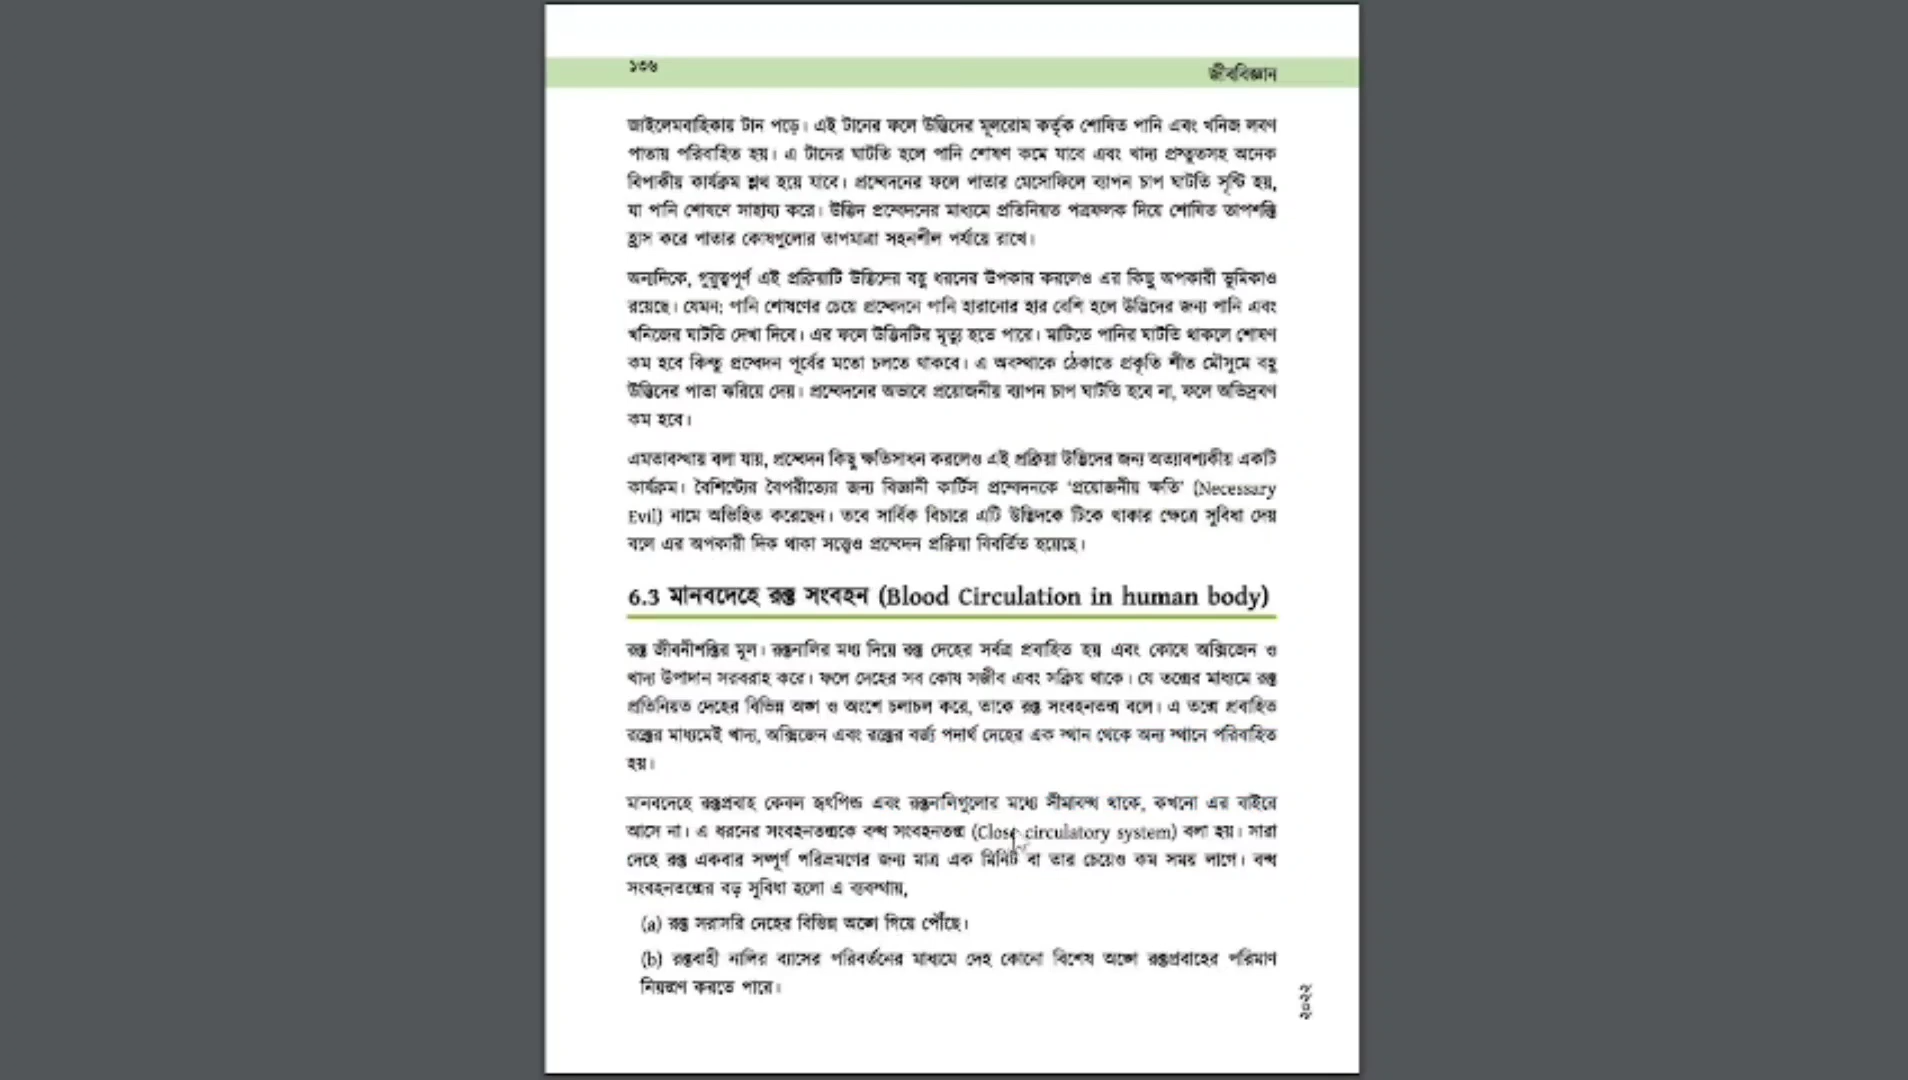 ১৩৬
জীববিজ্ঞান
জাইলেমবাহিকায় টান পড়ে। এই টানের ফলে উদ্ভিদের মূলরোম কর্তৃক শোষিত পানি এবং খনিজ লবণ
পাতায় পরিবাহিত হয়। এ টানের ঘাটতি হলে পানি শোষণ কমে যাবে এবং খাদ্য প্রস্তুতসহ অনেক
বিপাকীয় কার্যক্রম শ্লথ হয়ে যাবে। প্রস্বেদনের ফলে পাতার মেসোফিলে ব্যাপন চাপ ঘাটতি সৃষ্টি হয়,
যা পানি শোষণে সাহায্য করে। উদ্ভিদ প্রস্বেদনের মাধ্যমে প্রতিনিয়ত পত্রফলক দিয়ে শোষিত তাপশক্তি
হ্রাস করে পাতার কোষগুলোর তাপমাত্রা সহনশীল পর্যায়ে রাখে।
অন্যদিকে, গুরুত্বপূর্ণ এই প্রক্রিয়াটি উদ্ভিদের বহু ধরনের উপকার করলেও এর কিছু অপকারী ভূমিকাও
রয়েছে। যেমন: পানি শোষণের চেয়ে প্রস্বেদনে পানি হারানোর হার বেশি হলে উদ্ভিদের জন্য পানি এবং
খনিজের ঘাটতি দেখা দিবে। এর ফলে উদ্ভিদটির মৃত্যু হতে পারে। মাটিতে পানির ঘাটতি থাকলে শোষণ
কম হবে কিন্তু প্রস্বেদন পূর্বের মতো চলতে থাকবে। এ অবস্থাকে ঠেকাতে প্রকৃতি শীত মৌসুমে বহু
উদ্ভিদের পাতা ঝরিয়ে দেয়। প্রস্বেদনের অভাবে প্রয়োজনীয় ব্যাপন চাপ ঘাটতি হবে না, ফলে অভিস্রবণ
কম হবে।
এমতাবস্থায় বলা যায়, প্রস্বেদন কিছু ক্ষতিসাধন করলেও এই প্রক্রিয়া উদ্ভিদের জন্য অত্যাবশ্যকীয় একটি
কার্যক্রম। বৈশিষ্ট্যের বৈপরীত্যের জন্য বিজ্ঞানী কার্টিস প্রস্বেদনকে ‘প্রয়োজনীয় ক্ষতি’ (Necessary
Evil) নামে অভিহিত করেছেন। তবে সার্বিক বিচারে এটি উদ্ভিদকে টিকে থাকার ক্ষেত্রে সুবিধা দেয়
বলে এর অপকারী দিক থাকা সত্ত্বেও প্রস্বেদন প্রক্রিয়া বিবর্তিত হয়েছে।
6.3 মানবদেহে রক্ত সংবহন (Blood Circulation in human body)
রক্ত জীবনীশক্তির মূল। রক্তনালির মধ্য দিয়ে রক্ত দেহের সর্বত্র প্রবাহিত হয় এবং কোষে অক্সিজেন ও
খাদ্য উপাদান সরবরাহ করে। ফলে দেহের সব কোষ সজীব এবং সক্রিয় থাকে। যে তন্ত্রের মাধ্যমে রক্ত
প্রতিনিয়ত দেহের বিভিন্ন অঙ্গ ও অংশে চলাচল করে, তাকে রক্ত সংবহনতন্ত্র বলে। এ তন্ত্রে প্রবাহিত
রক্তের মাধ্যমেই খাদ্য, অক্সিজেন এবং রক্তের বর্জ্য পদার্থ দেহের এক স্থান থেকে অন্য স্থানে পরিবাহিত
হয়।
মানবদেহে রক্তপ্রবাহ কেবল হৃৎপিণ্ড এবং রক্তনালিগুলোর মধ্যে সীমাবদ্ধ থাকে, কখনো এর বাইরে
আসে না। এ ধরনের সংবহনতন্ত্রকে বদ্ধ সংবহনতন্ত্র (Close circulatory system) বলা হয়। সারা
দেহে রক্ত একবার সম্পূর্ণ পরিভ্রমণের জন্য মাত্র এক মিনিট বা তার চেয়েও কম সময় লাগে। বদ্ধ
সংবহনতন্ত্রের বড় সুবিধা হলো এ ব্যবস্থায়,
(a) রক্ত সরাসরি দেহের বিভিন্ন অঙ্গে গিয়ে পৌঁছে।
(b) রক্তবাহী নালির ব্যাসের পরিবর্তনের মাধ্যমে দেহ কোনো বিশেষ অঙ্গে রক্তপ্রবাহের পরিমাণ
নিয়ন্ত্রণ করতে পারে।
২০২২